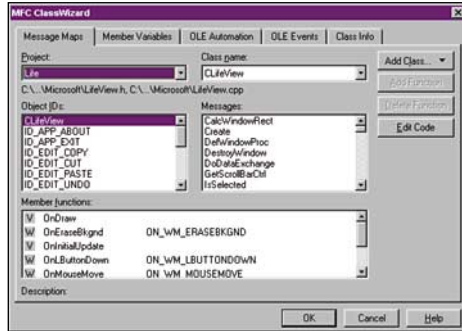 MFC ClassWizard
Message Maps Member Variables OLE Automation OLE Events Class Info
Project: Class name:
Life CLifeView
Add Class...
C:\...\Microsoft\LifeView.h, C:\...\Microsoft\LifeView.cpp
Add Function
Object IDs: Messages:
Delete Function
CLifeView CalcWindowRect
ID_APP_ABOUT Create
Edit Code
ID_APP_EXIT DefWindowProc
ID_EDIT_COPY DestroyWindow
ID_EDIT_CUT DoDataExchange
ID_EDIT_PASTE GetScrollBarCtrl
ID_EDIT_UNDO IsSelected
Member functions:
V OnDraw
W OnEraseBkgnd ON_WM_ERASEBKGND
V OnInitialUpdate
W OnLButtonDown ON_WM_LBUTTONDOWN
W OnMouseMove ON_WM_MOUSEMOVE
Description:
OK Cancel Help